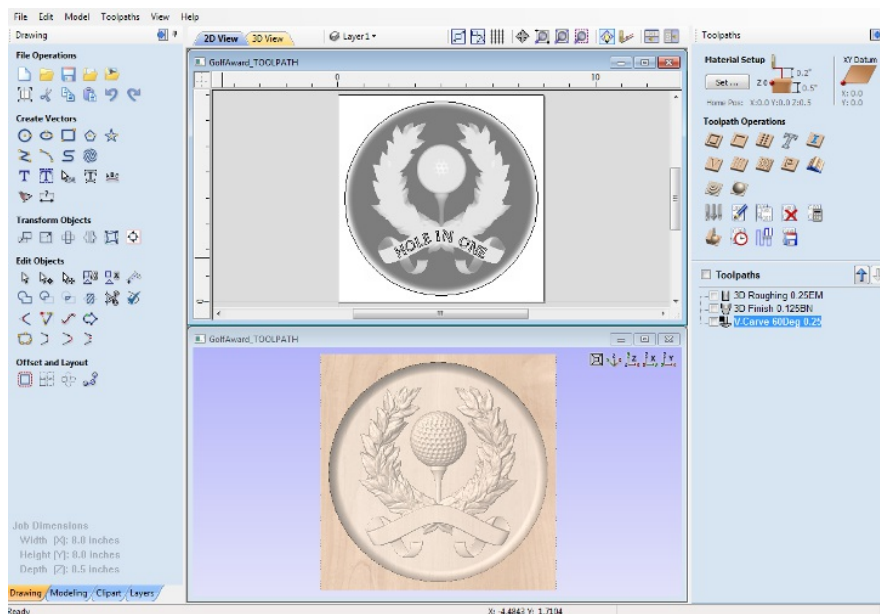 File Edit Model Toolpaths View Help
Drawing
2D View 3D View Layer1
Toolpaths
File Operations
GolfAward_TOOLPATH
0 10
HOLE IN ONE
Create Vectors
Transform Objects
Edit Objects
Offset and Layout
Job Dimensions
Width [X]: 8.0 inches
Height [Y]: 8.0 inches
Depth [Z]: 0.5 inches
Drawing Modeling Clipart Layers
Ready
GolfAward_TOOLPATH
X: -4.4843 Y: 1.7104
Material Setup
Set ...
Z 0
0.2"
0.5"
XY Datum
X: 0.0
Y: 0.0
Home Pos: X:0.0 Y:0.0 Z:0.5
Toolpath Operations
Toolpaths
3D Roughing 0.25EM
3D Finish 0.125BN
V.Carve 60Deg 0.25